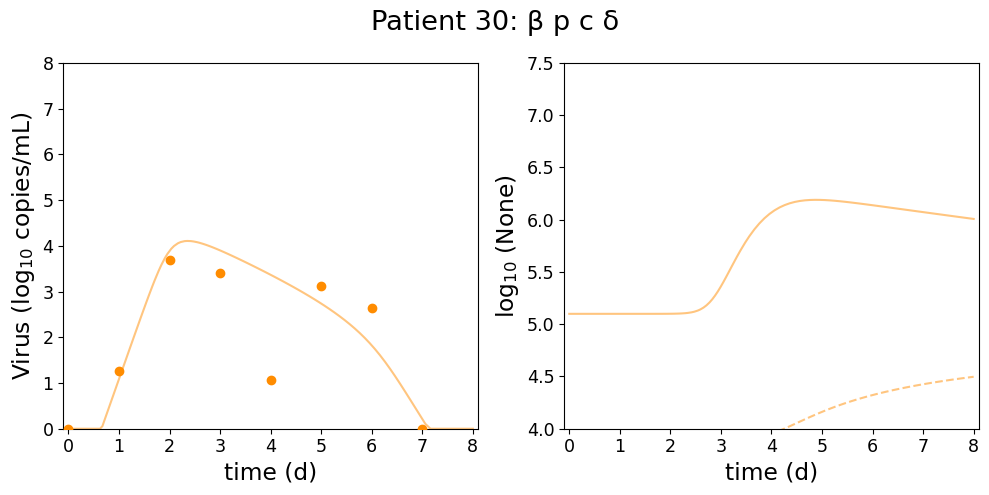 Patient 30: β p c δ
Virus (log₁₀ copies/mL)
8
7
6
5
4
3
2
1
0
0 1 2 3 4 5 6 7 8
time (d)
log₁₀ (None)
7.5
7.0
6.5
6.0
5.5
5.0
4.5
4.0
0 1 2 3 4 5 6 7 8
time (d)